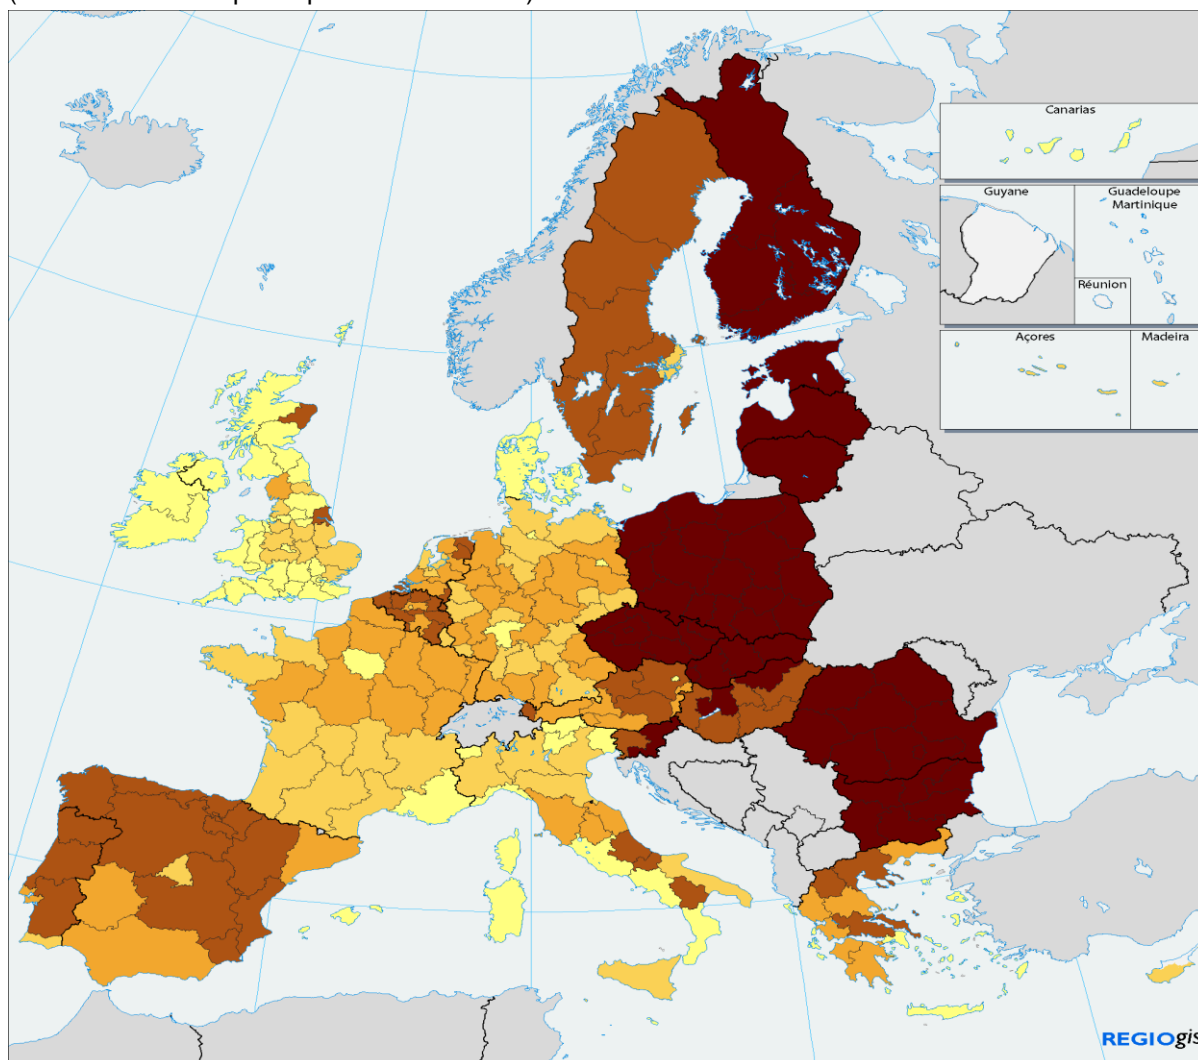 Canarias
Guyane
Guadeloupe
Martinique
Réunion
Açores
Madeira
REGIOgis